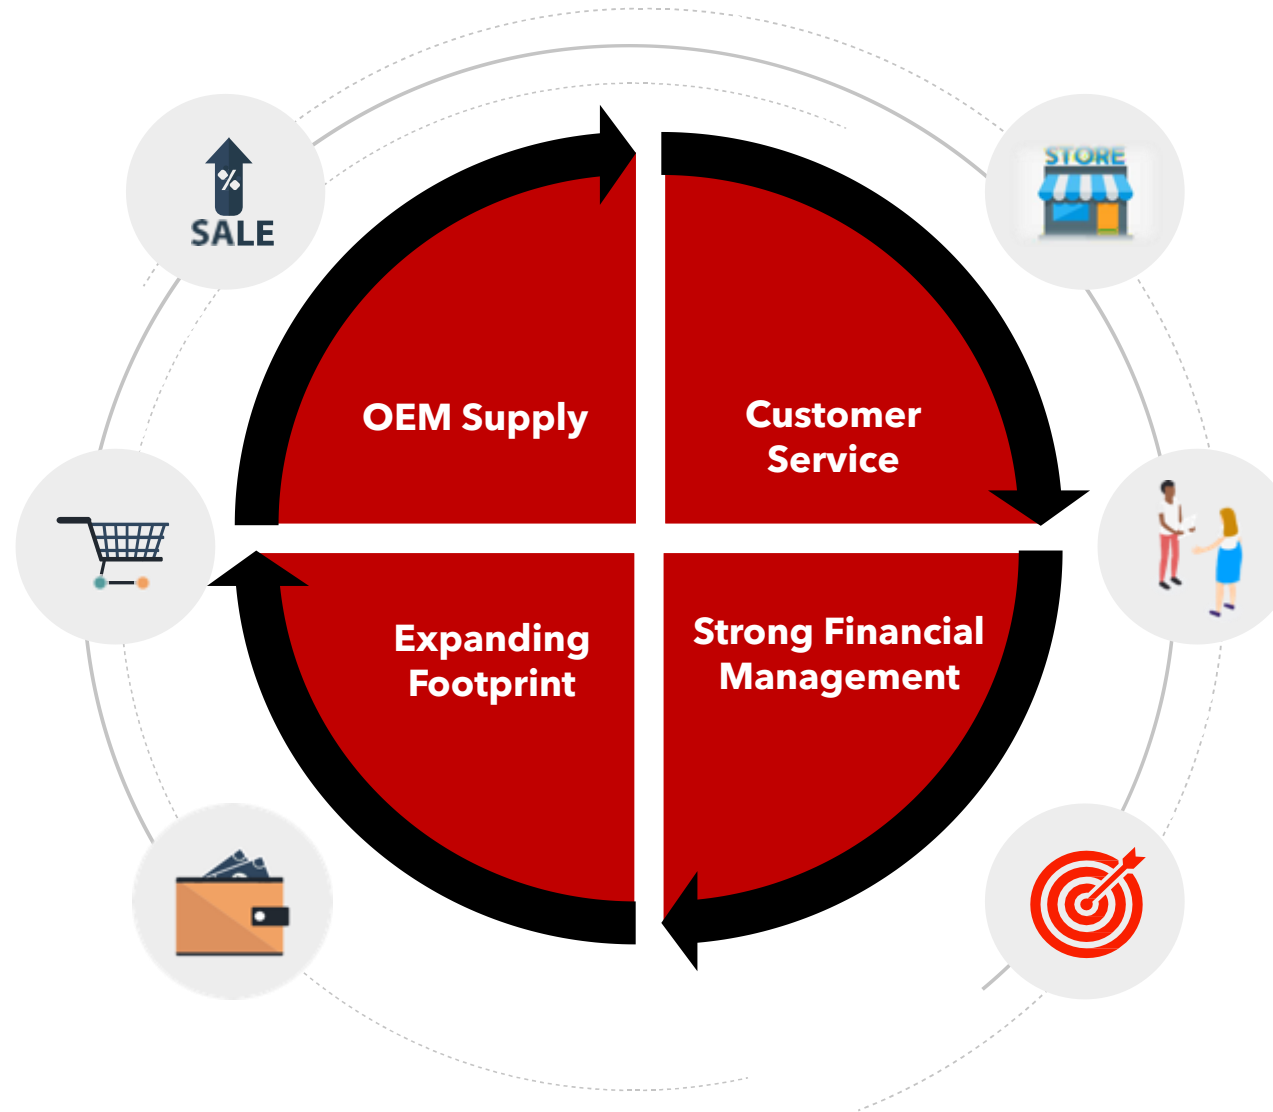 SALE
STORE
OEM Supply
Customer
Service
Expanding
Footprint
Strong Financial
Management